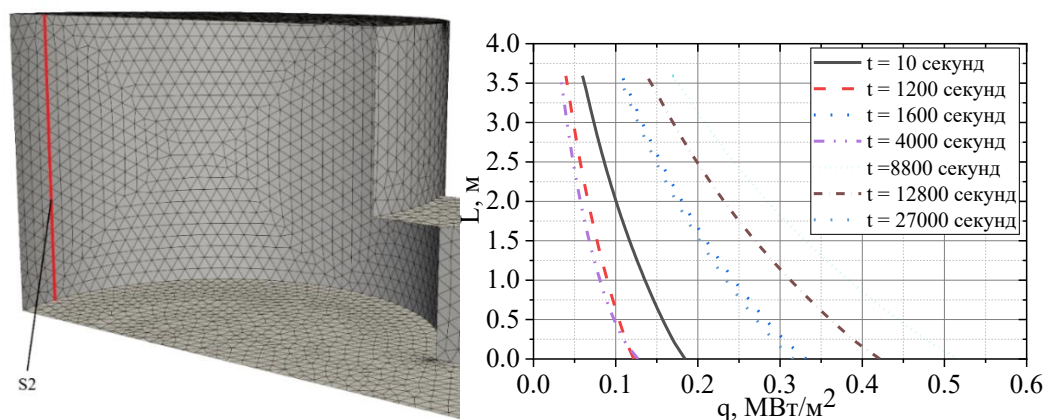 S2
4.0
3.5
3.0
2.5
2.0
1.5
1.0
0.5
0.0
L, м
t = 10 секунд
t = 1200 секунд
t = 1600 секунд
t = 4000 секунд
t =8800 секунд
t = 12800 секунд
t = 27000 секунд
0.0 0.1 0.2 0.3 0.4 0.5 0.6
q, МВт/м²